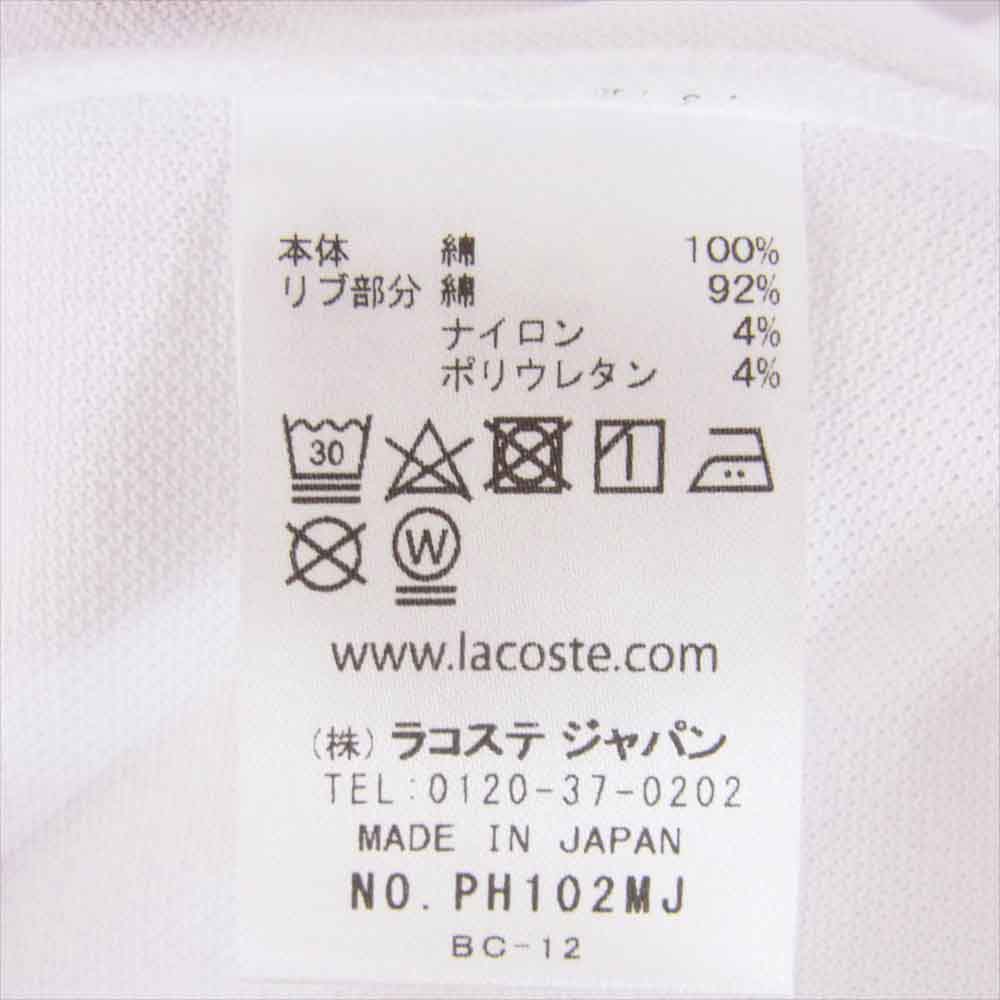 本体 綿 100%
リブ部分 綿 92%
ナイロン 4%
ポリウレタン 4%
30
W
www.lacoste.com
(株) ラコステ ジャパン
TEL:0120-37-0202
MADE IN JAPAN
NO. PH102MJ
BC-12